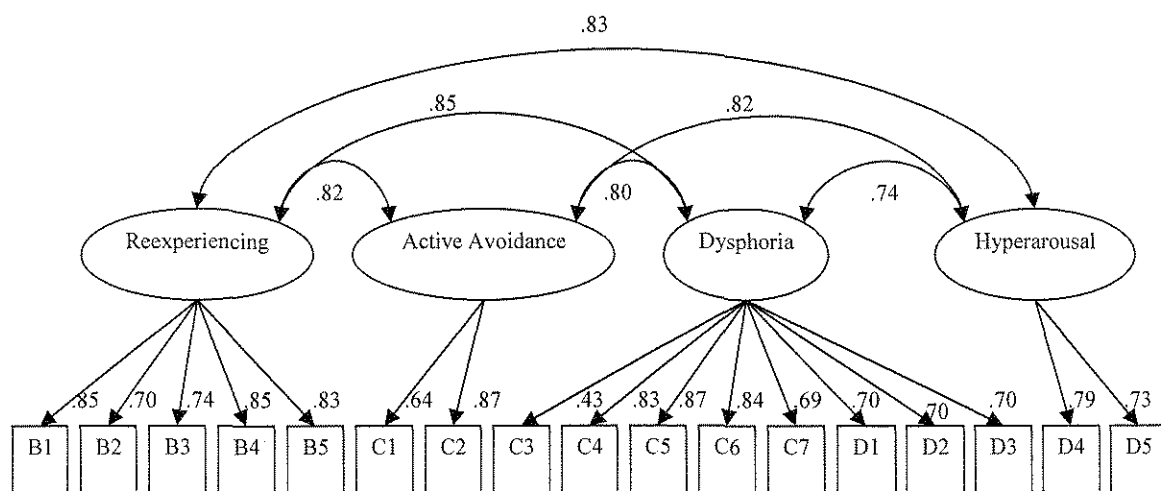 .83
.85 .82
.82 .80 .74
Reexperiencing Active Avoidance Dysphoria Hyperarousal
.85 .70 .74 .85 .83 .64 .87 .43 .83 .87 .84 .69 .70 .70 .70 .79 .73
B1 B2 B3 B4 B5 C1 C2 C3 C4 C5 C6 C7 D1 D2 D3 D4 D5